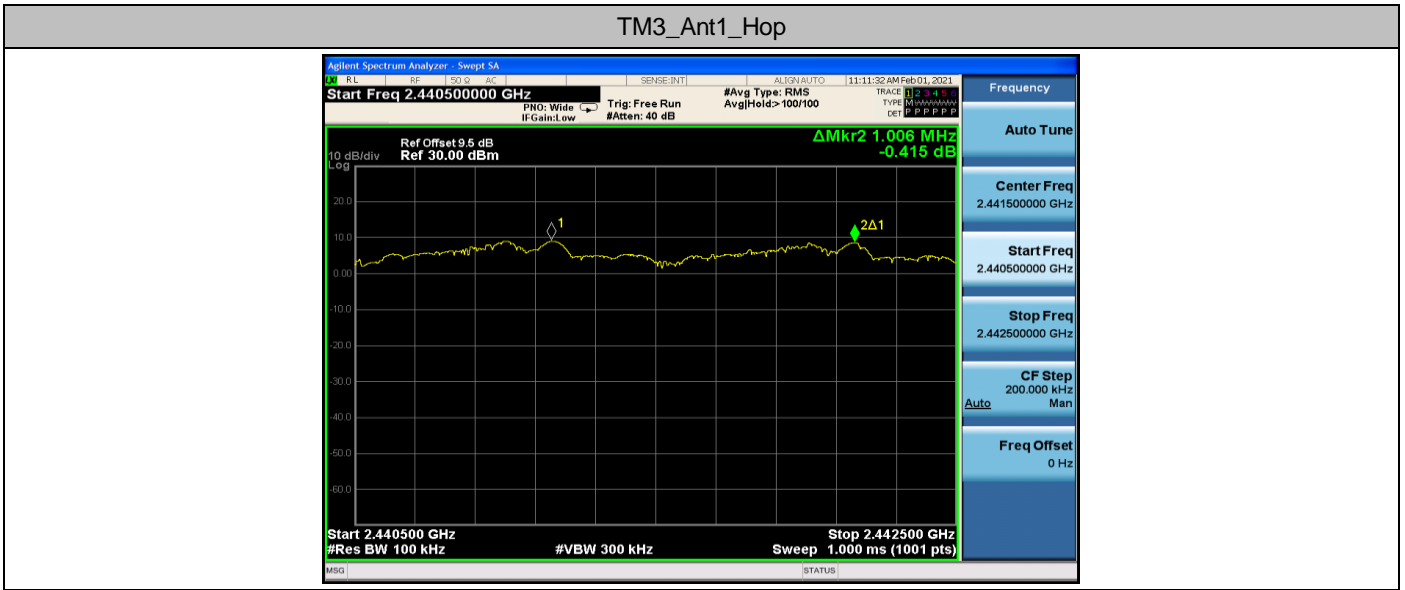 TM3_Ant1_Hop
Agilent Spectrum Analyzer - Swept SA
LXI RL RF 50 Ω AC SENSE:INT ALIGN AUTO 11:11:32 AM Feb 01, 2021
Start Freq 2.440500000 GHz
PNO: Wide
IFGain:Low
Trig: Free Run
#Atten: 40 dB
#Avg Type: RMS
Avg|Hold:>100/100
TRACE 1 2 3 4 5 6
TYPE M
DET P P P P P P
ΔMkr2 1.006 MHz
-0.415 dB
Ref Offset 9.5 dB
10 dB/div Ref 30.00 dBm
Log
20.0
10.0
0.00
-10.0
-20.0
-30.0
-40.0
-50.0
-60.0
1
2Δ1
Start 2.440500 GHz Stop 2.442500 GHz
#Res BW 100 kHz #VBW 300 kHz Sweep 1.000 ms (1001 pts)
MSG STATUS
Frequency
Auto Tune
Center Freq
2.441500000 GHz
Start Freq
2.440500000 GHz
Stop Freq
2.442500000 GHz
CF Step
200.000 kHz
Auto Man
Freq Offset
0 Hz